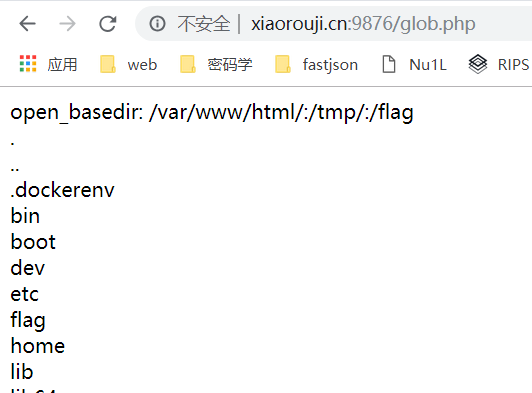 不安全 | xiaorouji.cn:9876/glob.php
应用 web 密码学 fastjson Nu1L RIPS
open_basedir: /var/www/html/:/tmp/:/flag
.
..
.dockerenv
bin
boot
dev
etc
flag
home
lib